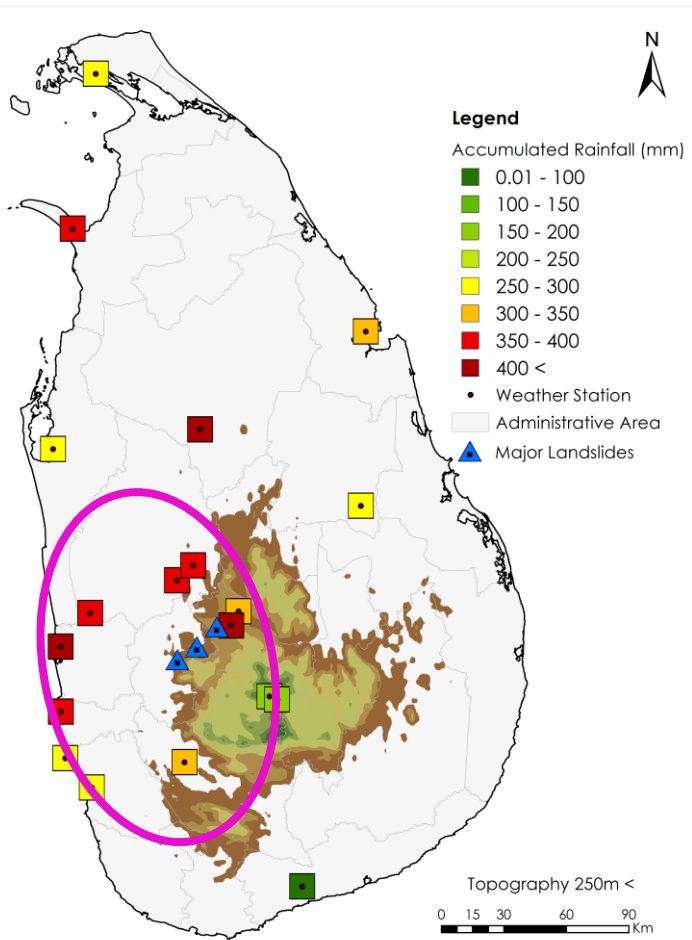 N
Legend
Accumulated Rainfall (mm)
0.01 - 100
100 - 150
150 - 200
200 - 250
250 - 300
300 - 350
350 - 400
400 <
Weather Station
Administrative Area
Major Landslides
Topography 250m <
0 15 30 60 90
Km